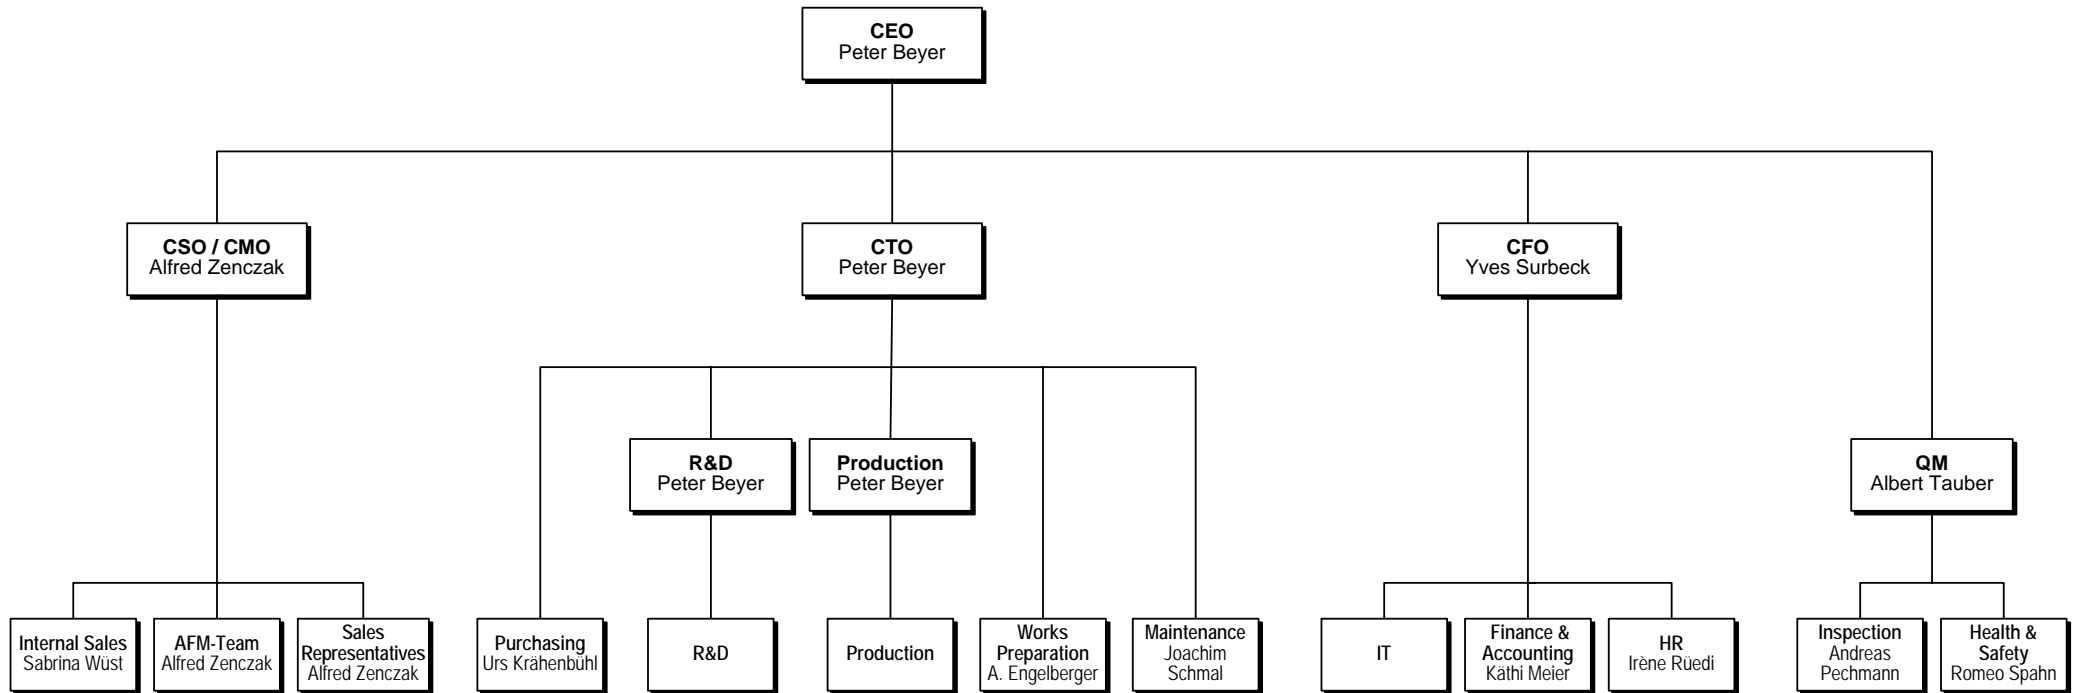 CEO
Peter Beyer
CSO / CMO
Alfred Zenczak
CTO
Peter Beyer
CFO
Yves Surbeck
R&D
Peter Beyer
Production
Peter Beyer
QM
Albert Tauber
Internal Sales
Sabrina Wüst
AFM-Team
Alfred Zenczak
Sales
Representatives
Alfred Zenczak
Purchasing
Urs Krähenbühl
R&D
Production
Works
Preparation
A. Engelberger
Maintenance
Joachim
Schmal
IT
Finance &
Accounting
Käthi Meier
HR
Irène Rüedi
Inspection
Andreas
Pechmann
Health &
Safety
Romeo Spahn